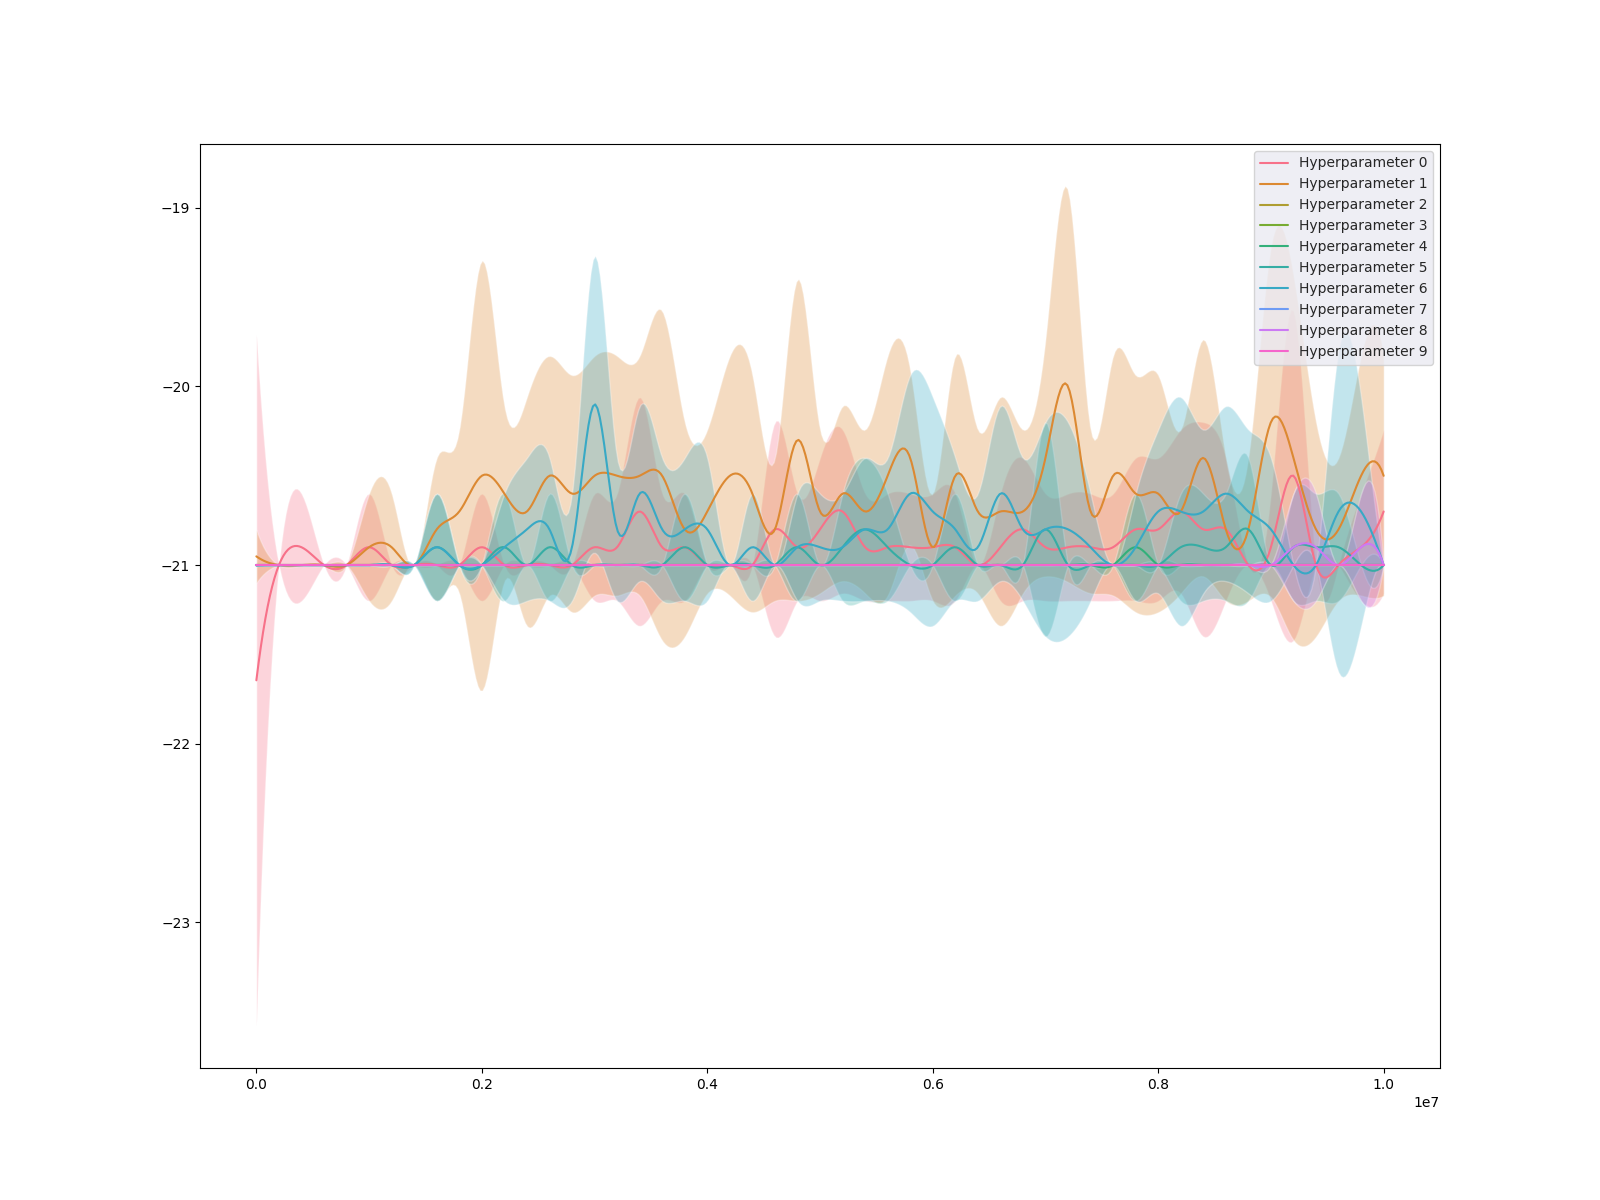 Hyperparameter 0
Hyperparameter 1
Hyperparameter 2
Hyperparameter 3
Hyperparameter 4
Hyperparameter 5
Hyperparameter 6
Hyperparameter 7
Hyperparameter 8
Hyperparameter 9
−19
−20
−21
−22
−23
0.0 0.2 0.4 0.6 0.8 1.0
1e7